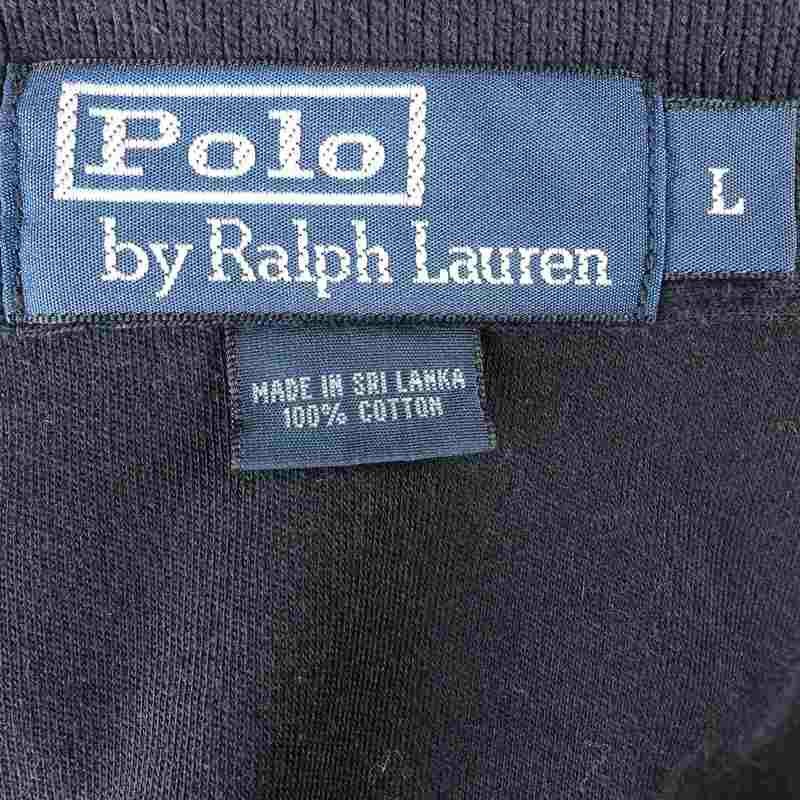 Polo
by Ralph Lauren
L
MADE IN SRI LANKA
100% COTTON